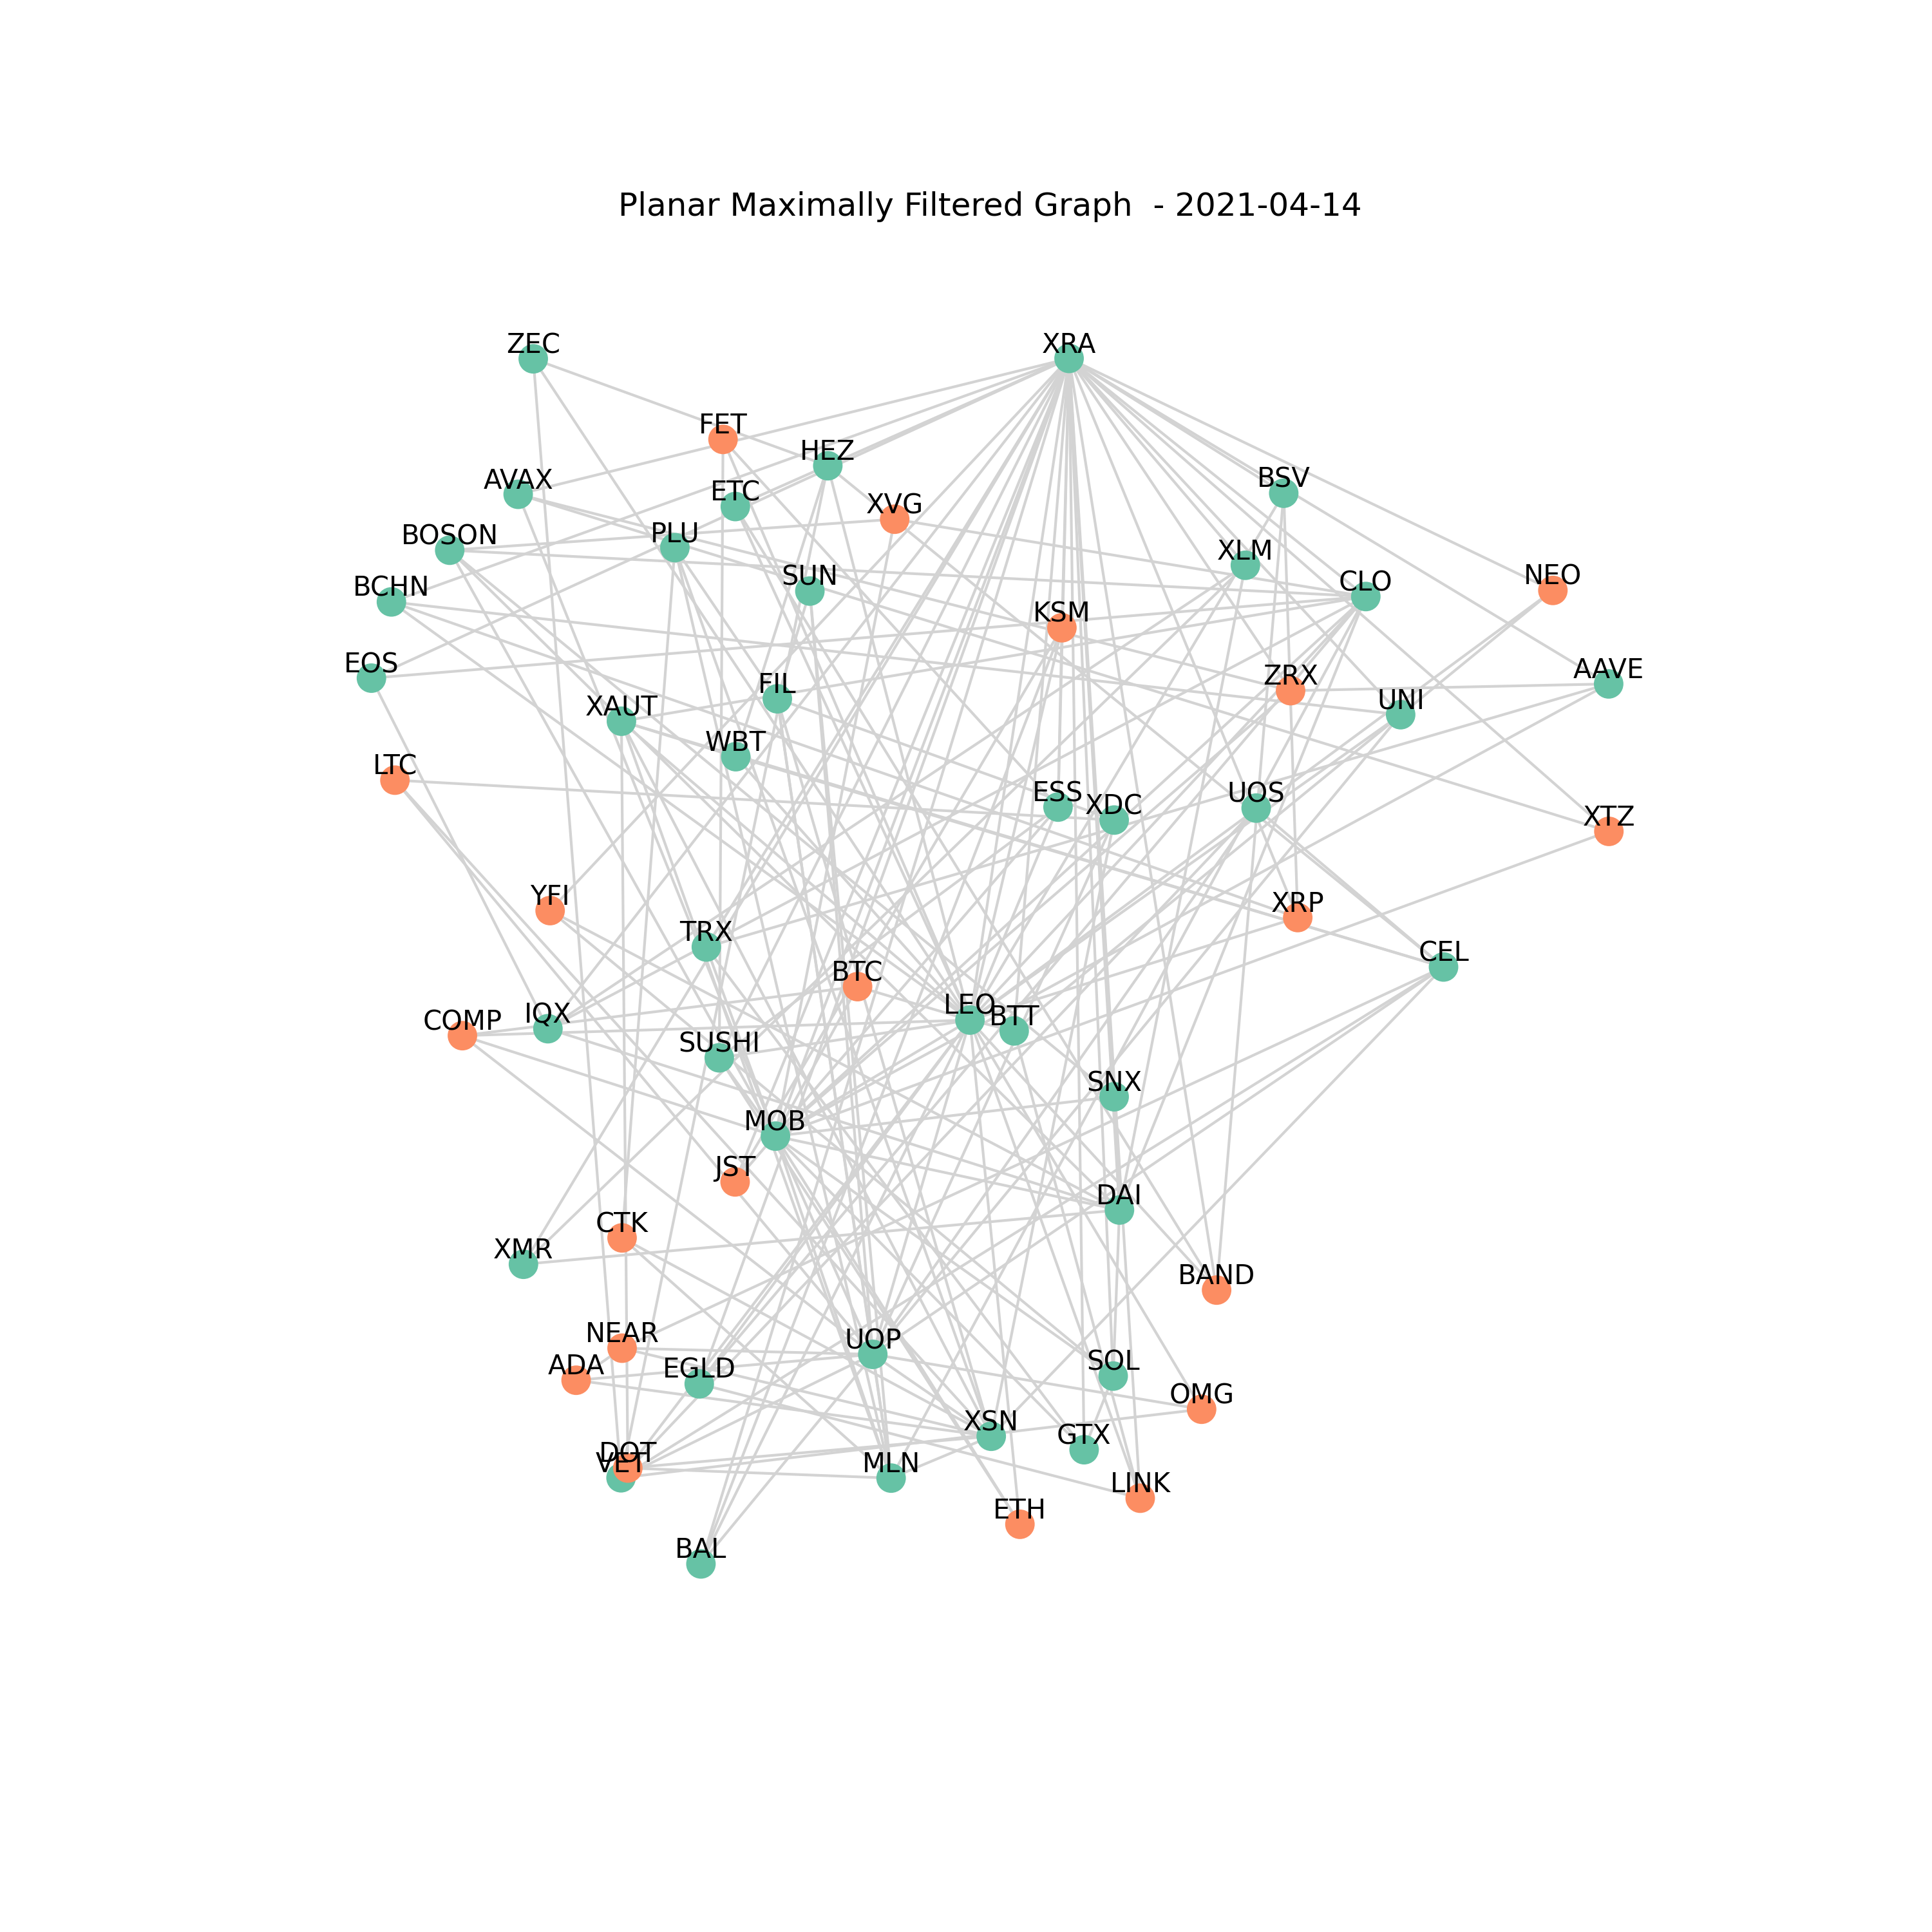 Planar Maximally Filtered Graph - 2021-04-14
ZEC
XRA
FET
HEZ
AVAX
ETC
BSV
XVG
BOSON
PLU
XLM
SUN
BCHN
CLO
NEO
KSM
EOS
FIL
ZRX
AAVE
XAUT
UNI
WBT
LTC
ESS
XDC
UOS
XTZ
YFI
XRP
TRX
CEL
BTC
COMP
IQX
LEO
BTT
SUSHI
SNX
MOB
JST
DAI
CTK
XMR
BAND
NEAR
UOP
ADA
EGLD
SOL
OMG
XSN
GTX
DOT
VET
MLN
LINK
ETH
BAL